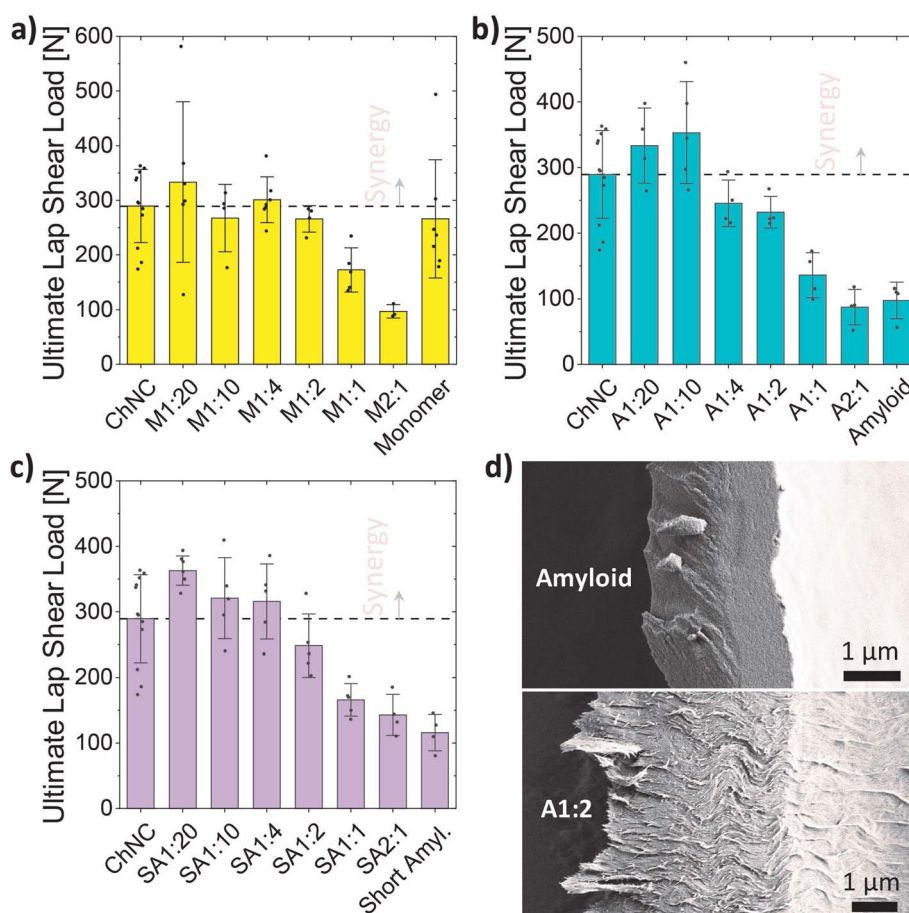 a)
Ultimate Lap Shear Load [N]
600
500
400
300
200
100
0
Synergy
ChNC
M1:20
M1:10
M1:4
M1:2
M1:1
M2:1
Monomer
b)
Ultimate Lap Shear Load [N]
500
400
300
200
100
0
Synergy
ChNC
A1:20
A1:10
A1:4
A1:2
A1:1
A2:1
Amyloid
c)
Ultimate Lap Shear Load [N]
500
400
300
200
100
0
Synergy
ChNC
SA1:20
SA1:10
SA1:4
SA1:2
SA1:1
SA2:1
Short Amyl.
d)
Amyloid
1 µm
A1:2
1 µm